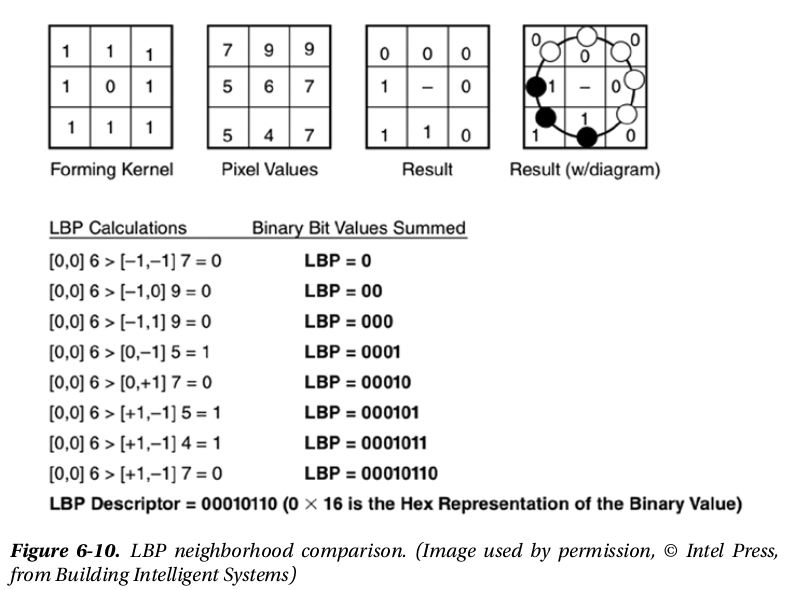 1 1 1 7 9 9 0 0 0 0 0 0
1 0 1 5 6 7 1 – 0 1 – 0
1 1 1 5 4 7 1 1 0 1 1 0
Forming Kernel Pixel Values Result Result (w/diagram)
LBP Calculations Binary Bit Values Summed
[0,0] 6 > [–1,–1] 7 = 0 LBP = 0
[0,0] 6 > [–1,0] 9 = 0 LBP = 00
[0,0] 6 > [–1,1] 9 = 0 LBP = 000
[0,0] 6 > [0,–1] 5 = 1 LBP = 0001
[0,0] 6 > [0,+1] 7 = 0 LBP = 00010
[0,0] 6 > [+1,–1] 5 = 1 LBP = 000101
[0,0] 6 > [+1,–1] 4 = 1 LBP = 0001011
[0,0] 6 > [+1,–1] 7 = 0 LBP = 00010110
LBP Descriptor = 00010110 (0 × 16 is the Hex Representation of the Binary Value)
Figure 6-10. LBP neighborhood comparison. (Image used by permission, © Intel Press,
from Building Intelligent Systems)